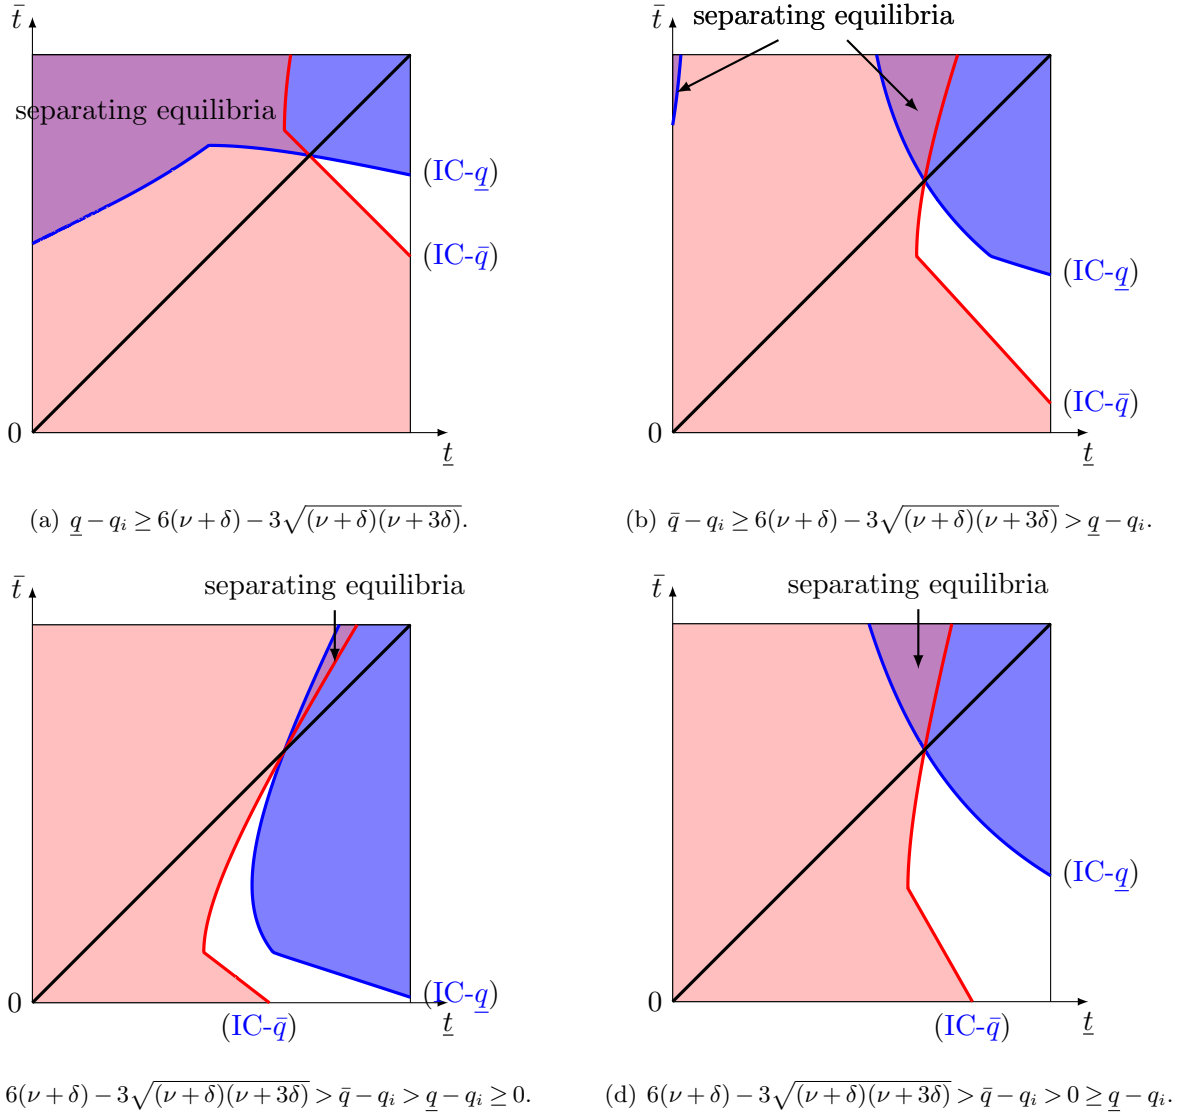 t̄
separating equilibria
(IC-q̲)
(IC-q̄)
0
t̲
(a) q̲ − qᵢ ≥ 6(ν + δ) − 3√((ν + δ)(ν + 3δ)).
t̄
separating equilibria
(IC-q̲)
(IC-q̄)
0
t̲
(b) q̄ − qᵢ ≥ 6(ν + δ) − 3√((ν + δ)(ν + 3δ)) > q̲ − qᵢ.
t̄
separating equilibria
(IC-q̲)
0
(IC-q̄)
t̲
6(ν + δ) − 3√((ν + δ)(ν + 3δ)) > q̄ − qᵢ > q̲ − qᵢ ≥ 0.
t̄
separating equilibria
(IC-q̲)
0
(IC-q̄)
t̲
(d) 6(ν + δ) − 3√((ν + δ)(ν + 3δ)) > q̄ − qᵢ > 0 ≥ q̲ − qᵢ.